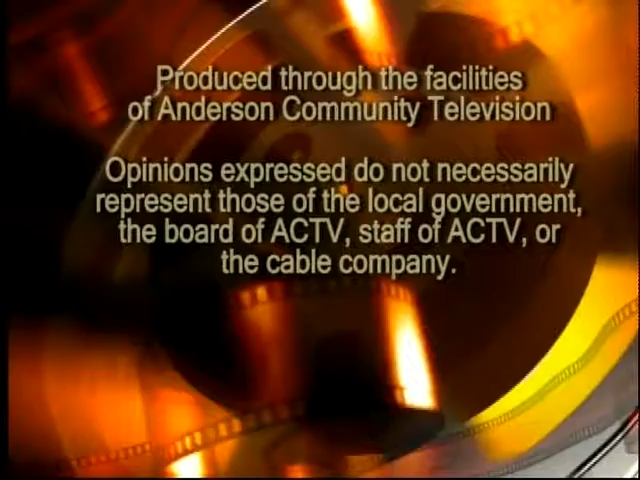 Produced through the facilities
of Anderson Community Television
Opinions expressed do not necessarily
represent those of the local government,
the board of ACTV, staff of ACTV, or
the cable company.